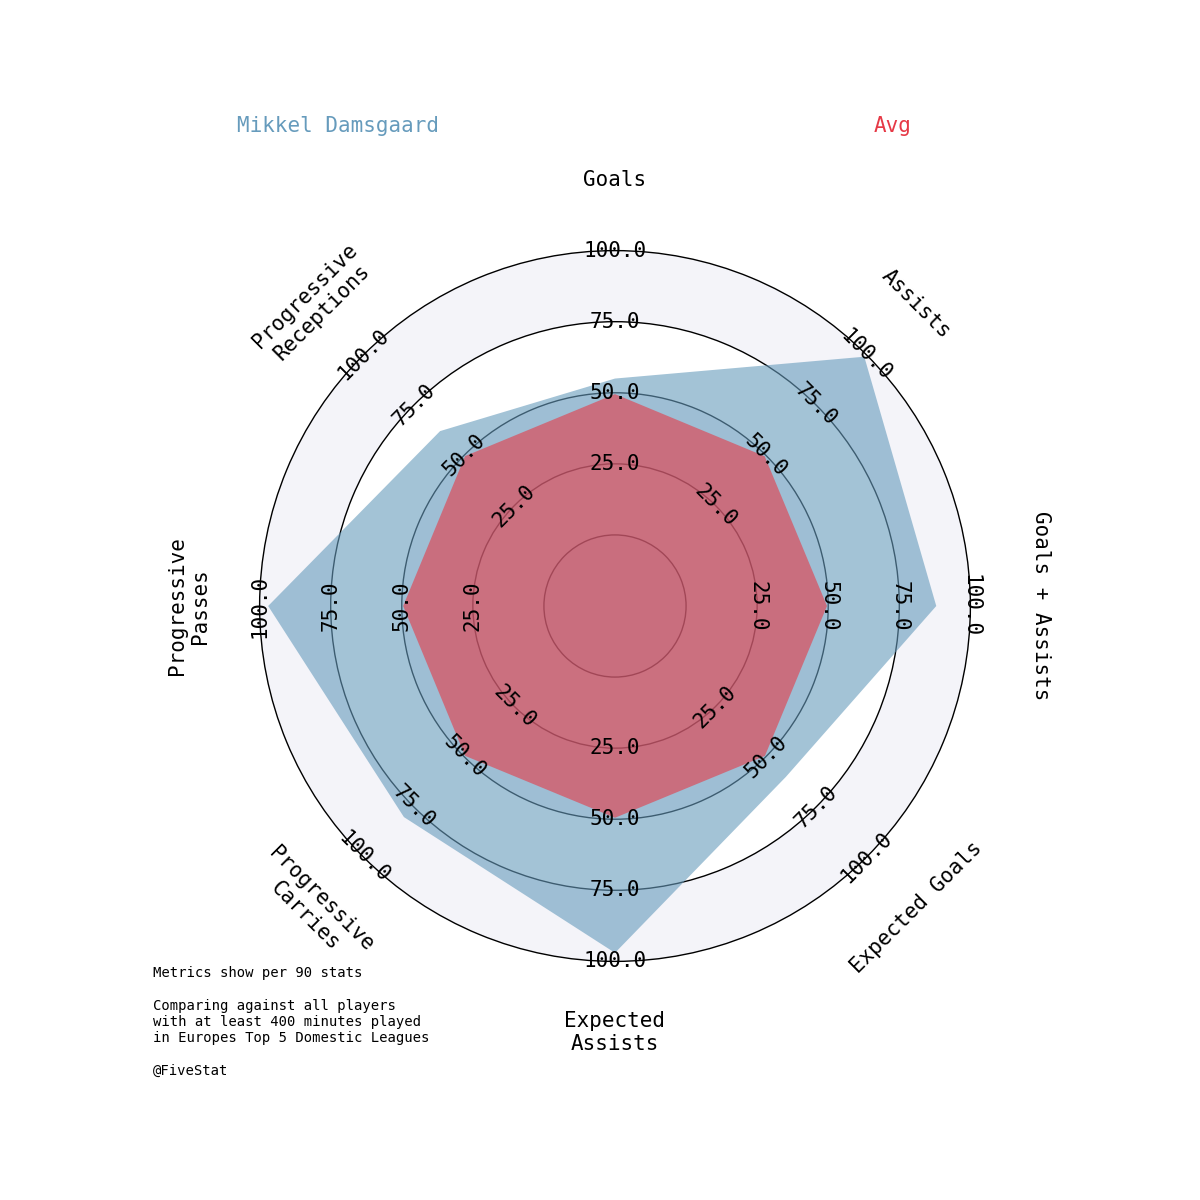 Mikkel Damsgaard
Avg
Goals
100.0
75.0
50.0
25.0
Assists
100.0
75.0
50.0
25.0
Goals + Assists
100.0
75.0
50.0
25.0
Expected Goals
100.0
75.0
50.0
25.0
Expected
Assists
100.0
75.0
50.0
25.0
Progressive
Carries
100.0
75.0
50.0
25.0
Progressive
Passes
100.0
75.0
50.0
25.0
Progressive
Receptions
100.0
75.0
50.0
25.0
Metrics show per 90 stats
Comparing against all players
with at least 400 minutes played
in Europes Top 5 Domestic Leagues
@FiveStat